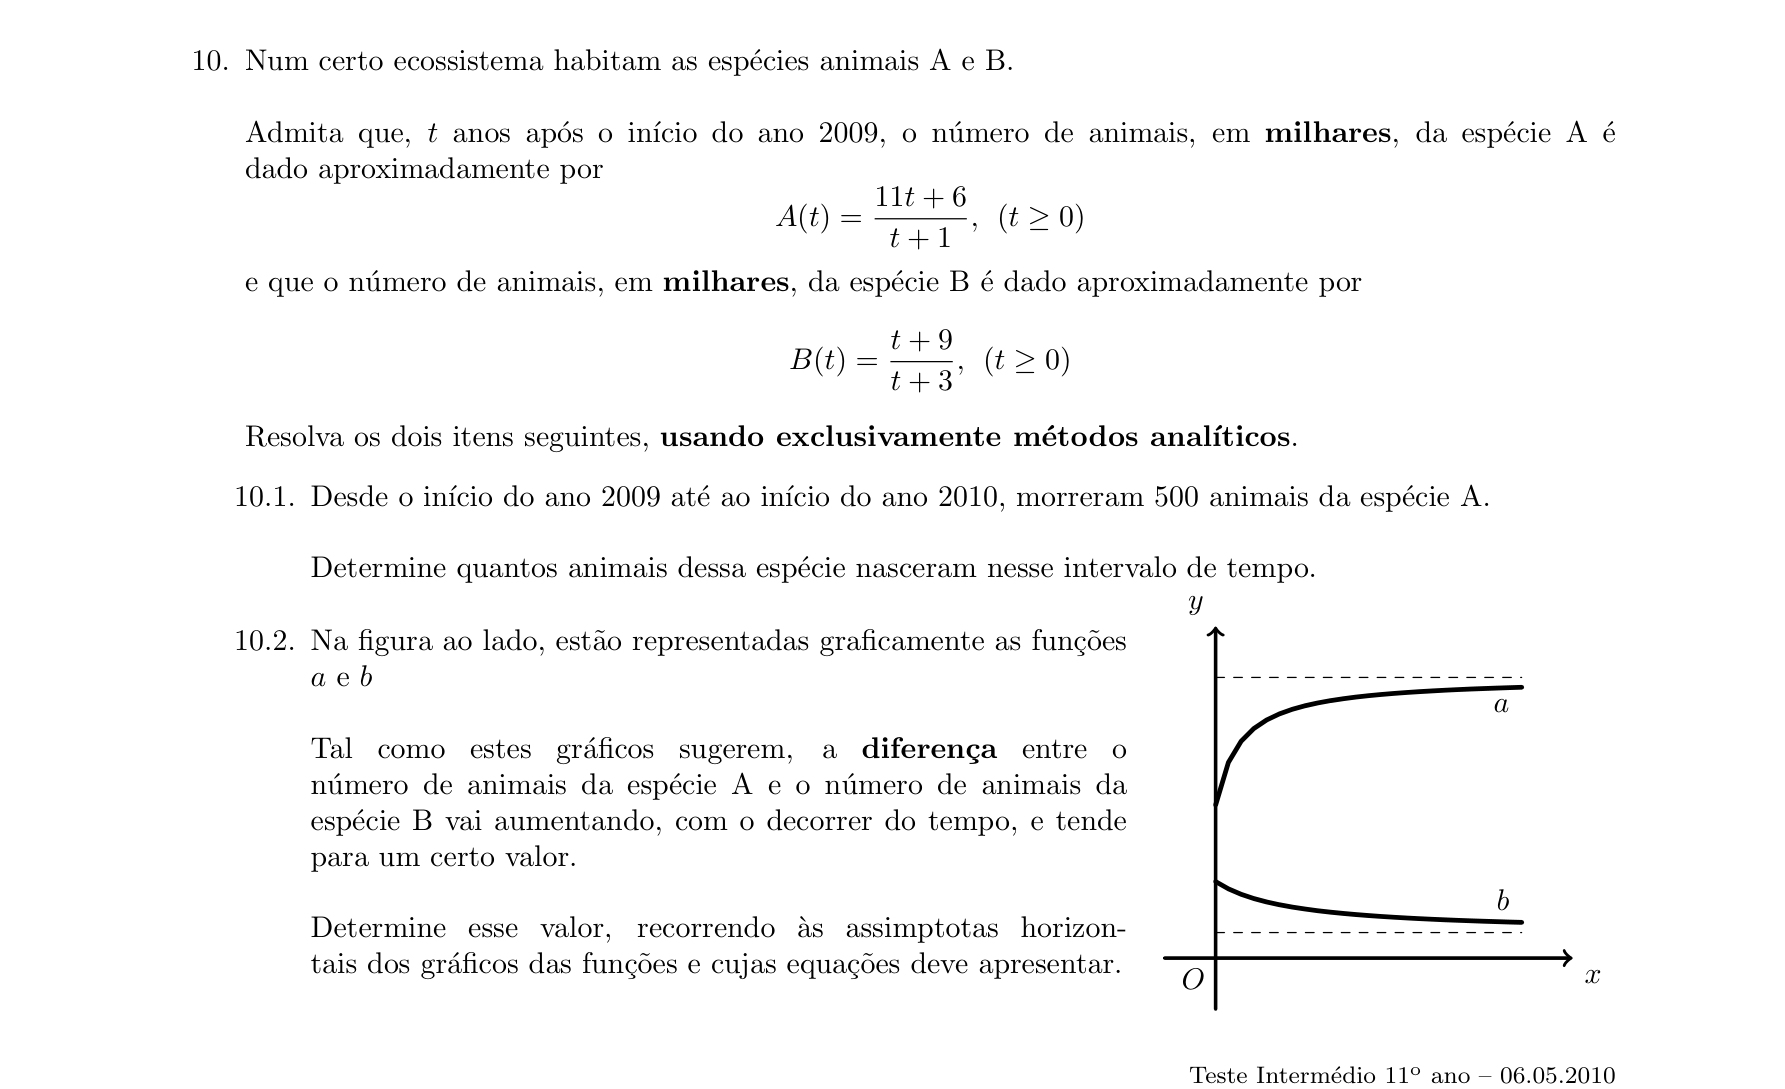 10. Num certo ecossistema habitam as espécies animais A e B.
Admita que, t anos após o início do ano 2009, o número de animais, em milhares, da espécie A é
dado aproximadamente por
A(t) = \frac{11t + 6}{t + 1}, (t ≥ 0)
e que o número de animais, em milhares, da espécie B é dado aproximadamente por
B(t) = \frac{t + 9}{t + 3}, (t ≥ 0)
Resolva os dois itens seguintes, usando exclusivamente métodos analíticos.
10.1. Desde o início do ano 2009 até ao início do ano 2010, morreram 500 animais da espécie A.
Determine quantos animais dessa espécie nasceram nesse intervalo de tempo.
10.2. Na figura ao lado, estão representadas graficamente as funções
a e b
Tal como estes gráficos sugerem, a diferença entre o
número de animais da espécie A e o número de animais da
espécie B vai aumentando, com o decorrer do tempo, e tende
para um certo valor.
Determine esse valor, recorrendo às assimptotas horizon-
tais dos gráficos das funções e cujas equações deve apresentar.
y
a
b
O
x
Teste Intermédio 11º ano – 06.05.2010